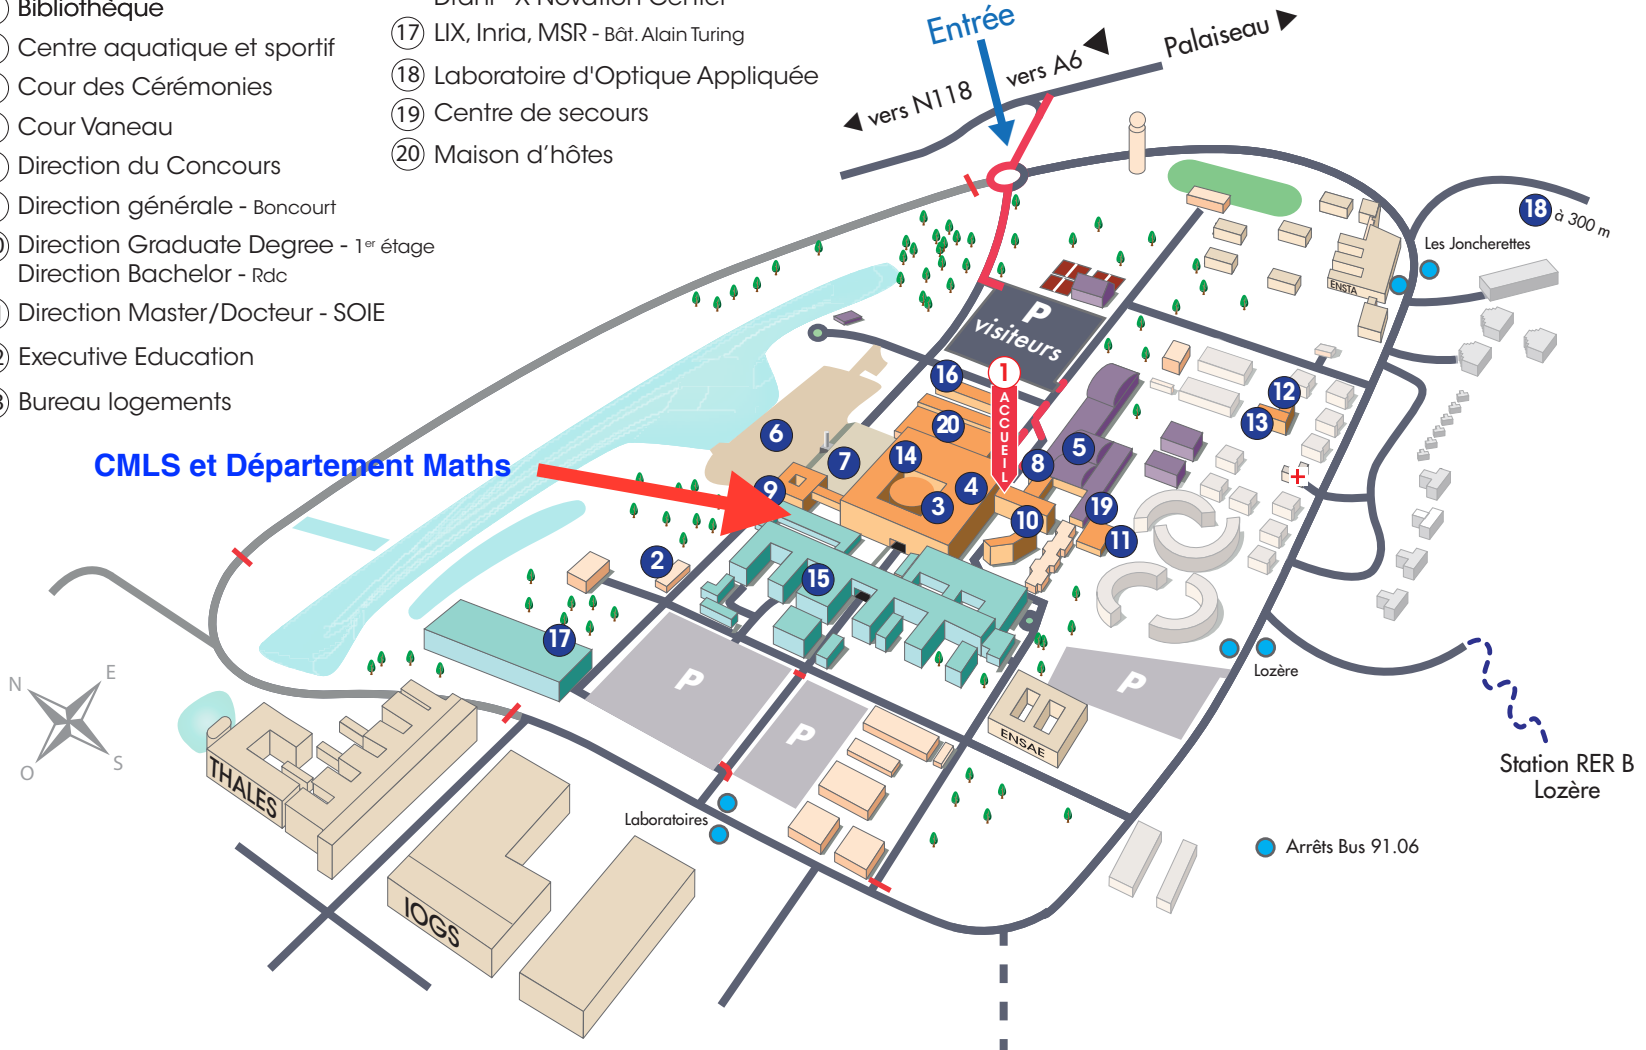 Bibliothèque
Centre aquatique et sportif
Cour des Cérémonies
Cour Vaneau
Direction du Concours
Direction générale - Boncourt
Direction Graduate Degree - 1er étage
Direction Bachelor - Rdc
Direction Master/Docteur - SOIE
Executive Education
Bureau logements
17 LIX, Inria, MSR - Bât. Alain Turing
18 Laboratoire d'Optique Appliquée
19 Centre de secours
20 Maison d'hôtes
Entrée
vers N118
vers A6
Palaiseau
18 à 300 m
Les Joncherettes
ENSTA
P
visiteurs
1
ACCUEIL
16
12
13
20
6
14
7
5
8
4
9
3
19
10
11
CMLS et Département Maths
2
15
17
N
E
O
S
P
P
P
Lozère
ENSAE
THALES
Station RER B
Lozère
Laboratoires
Arrêts Bus 91.06
IOGS